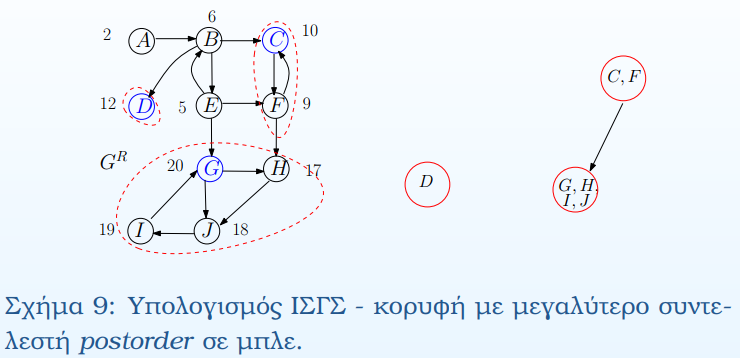 6
2 A B C 10
12 D 5 E F 9
C, F
G^R 20 G H 17
D
G, H,
I, J
19 I J 18
Σχήμα 9: Υπολογισμός ΙΣΓΣ - κορυφή με μεγαλύτερο συντε-
λεστή postorder σε μπλε.